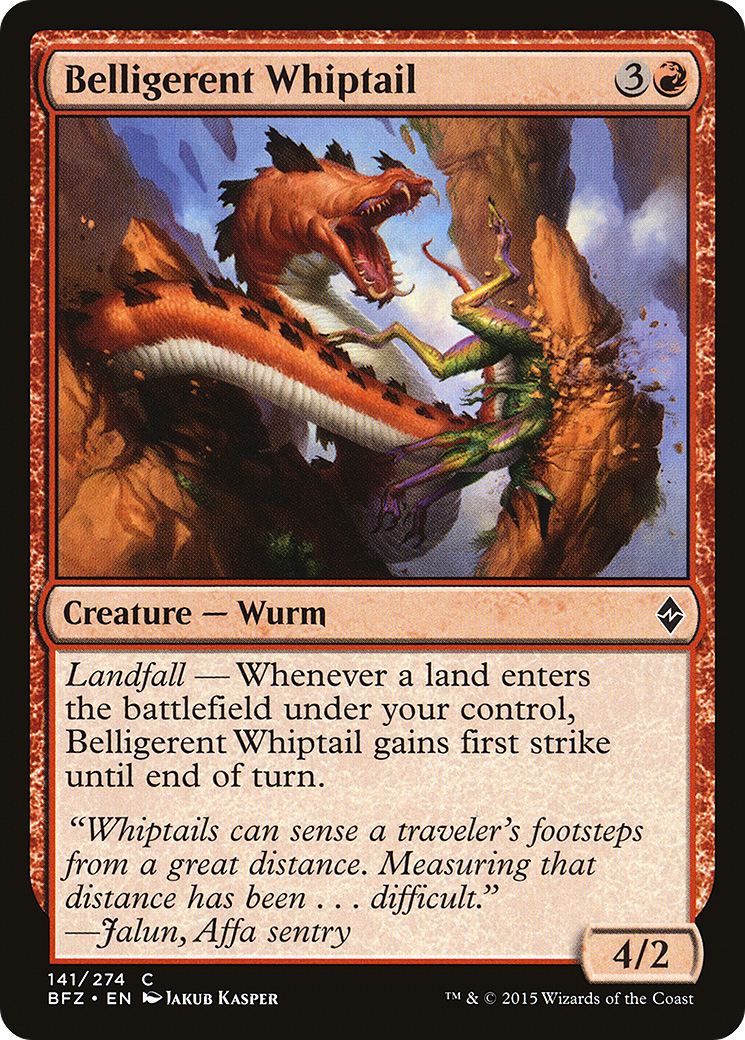 Belligerent Whiptail 3
Creature — Wurm
Landfall — Whenever a land enters
the battlefield under your control,
Belligerent Whiptail gains first strike
until end of turn.
“Whiptails can sense a traveler’s footsteps
from a great distance. Measuring that
distance has been . . . difficult.”
—Jalun, Affa sentry
4/2
141/274 C
BFZ • EN Jakub Kasper
™ & © 2015 Wizards of the Coast